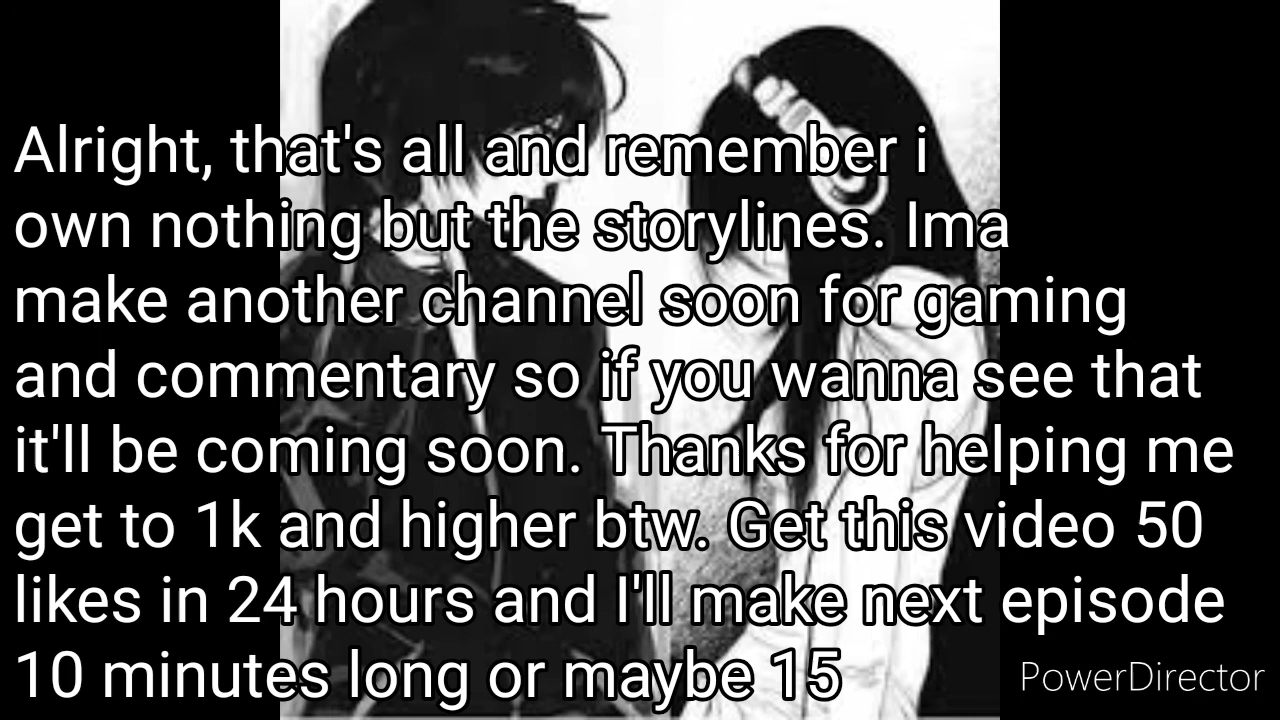 Alright, that's all and remember i
own nothing but the storylines. Ima
make another channel soon for gaming
and commentary so if you wanna see that
it'll be coming soon. Thanks for helping me
get to 1k and higher btw. Get this video 50
likes in 24 hours and I'll make next episode
10 minutes long or maybe 15
PowerDirector